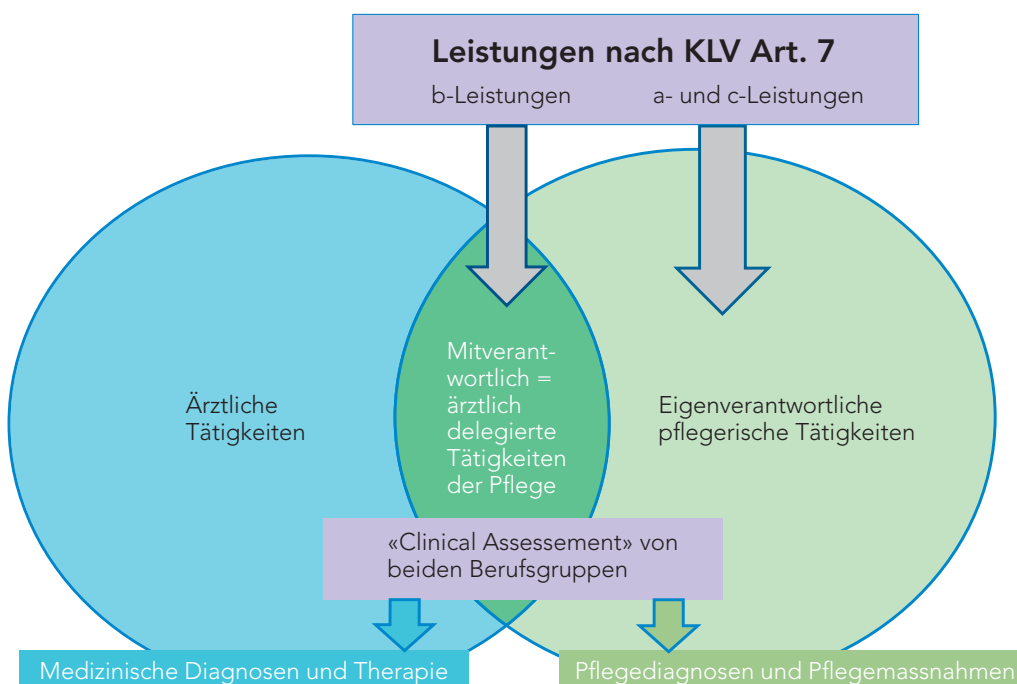 Leistungen nach KLV Art. 7
b-Leistungen
a- und c-Leistungen
Ärztliche
Tätigkeiten
Mitverant-
wortlich =
ärztlich
delegierte
Tätigkeiten
der Pflege
Eigenverantwortliche
pflegerische Tätigkeiten
«Clinical Assessement» von
beiden Berufsgruppen
Medizinische Diagnosen und Therapie
Pflegediagnosen und Pflegemassnahmen